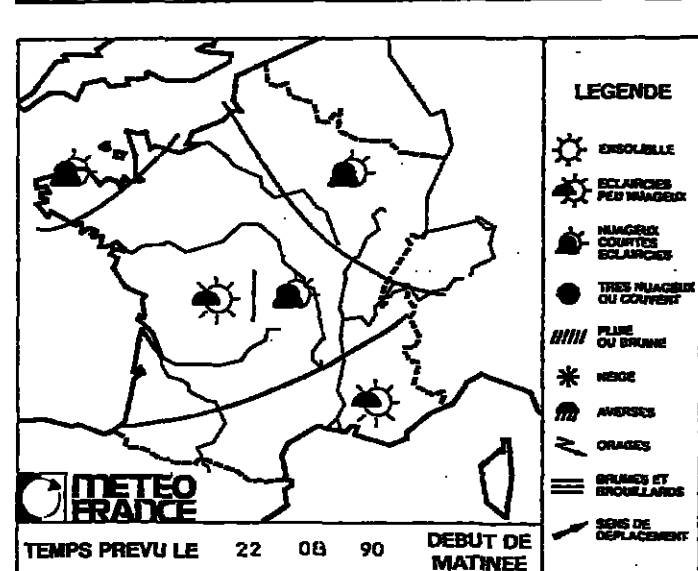 LEGENDE
ENSOLEILLE
ECLAIRCIES
PEU NUAGEUX
NUAGEUX
COURTES
ECLAIRCIES
TRES NUAGEUX
OU COUVERT
PLUIE
OU BRUINE
NEIGE
AVERSES
ORAGES
BRUMES ET
BROUILLARDS
SENS DE
DEPLACEMENT
METEO
FRANCE
TEMPS PREVU LE 22 08 90 DEBUT DE
MATINEE